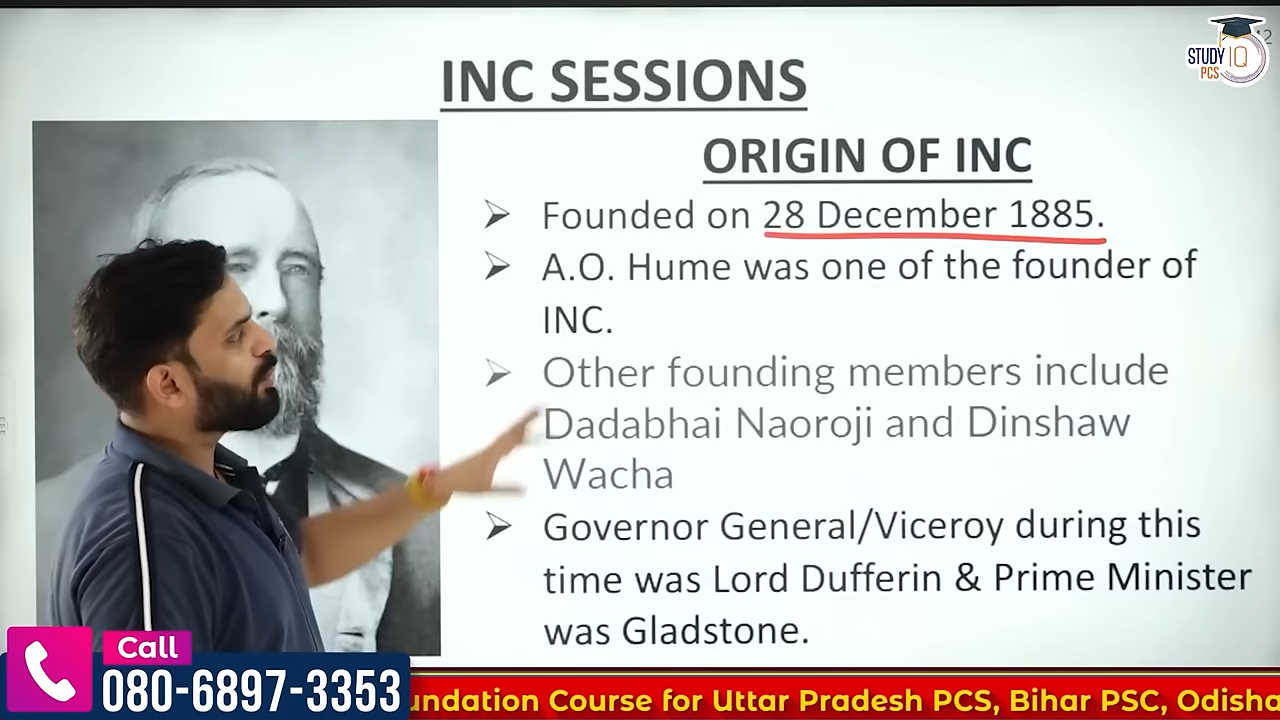 STUDY IQ
PCS
INC SESSIONS
ORIGIN OF INC
➢ Founded on 28 December 1885.
➢ A.O. Hume was one of the founder of
INC.
➢ Other founding members include
Dadabhai Naoroji and Dinshaw
Wacha
➢ Governor General/Viceroy during this
time was Lord Dufferin & Prime Minister
was Gladstone.
Call
080-6897-3353
undation Course for Uttar Pradesh PCS, Bihar PSC, Odisha